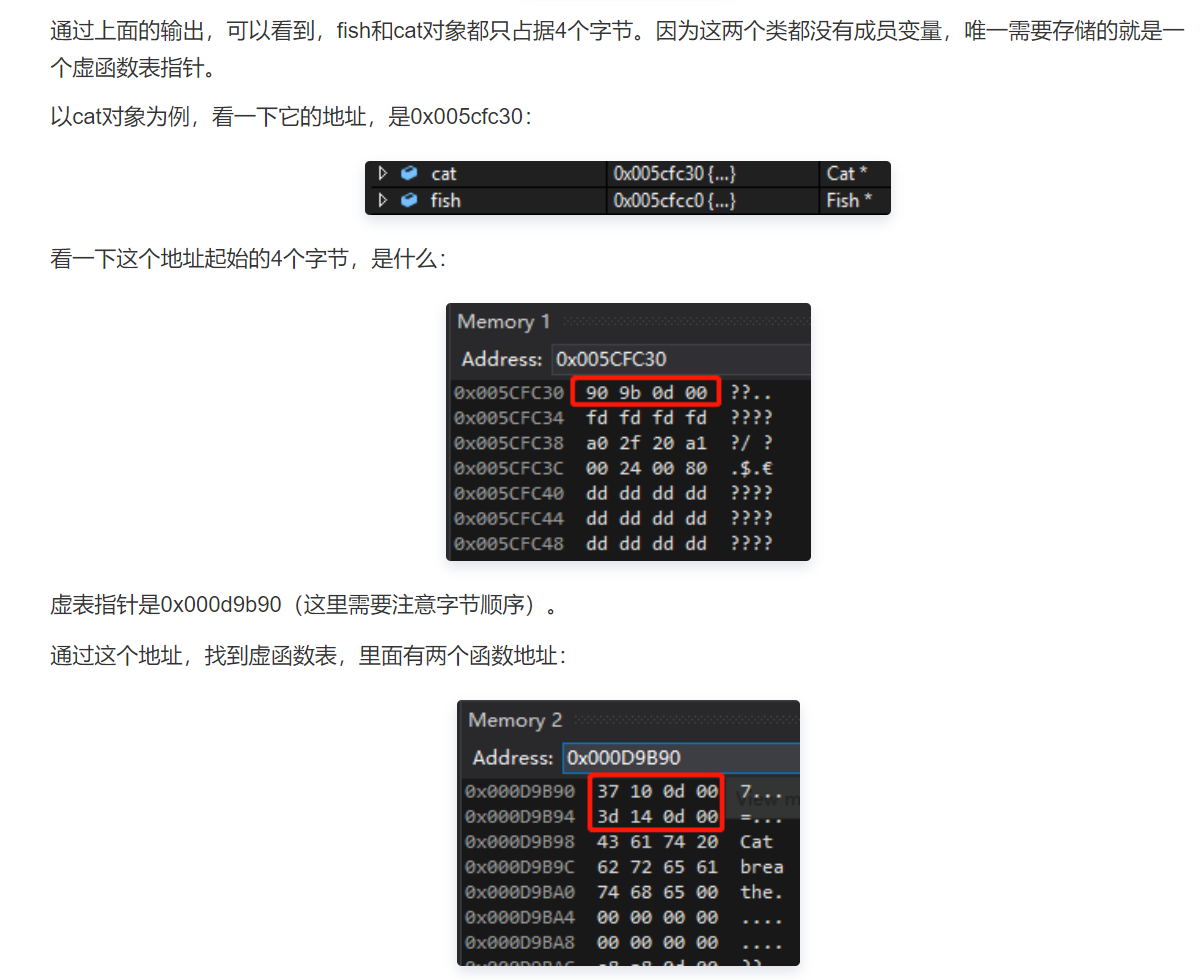 通过上面的输出，可以看到，fish和cat对象都只占据4个字节。因为这两个类都没有成员变量，唯一需要存储的就是一
个虚函数表指针。
以cat对象为例，看一下它的地址，是0x005cfc30：
cat 0x005cfc30 {...} Cat *
fish 0x005cfcc0 {...} Fish *
看一下这个地址起始的4个字节，是什么：
Memory 1
Address: 0x005CFC30
0x005CFC30 90 9b 0d 00 ??..
0x005CFC34 fd fd fd fd ????
0x005CFC38 a0 2f 20 a1 ?/ ?
0x005CFC3C 00 24 00 80 .$.€
0x005CFC40 dd dd dd dd ????
0x005CFC44 dd dd dd dd ????
0x005CFC48 dd dd dd dd ????
虚表指针是0x000d9b90（这里需要注意字节顺序）。
通过这个地址，找到虚函数表，里面有两个函数地址：
Memory 2
Address: 0x000D9B90
0x000D9B90 37 10 0d 00 7...
View m
0x000D9B94 3d 14 0d 00 =...
0x000D9B98 43 61 74 20 Cat
0x000D9B9C 62 72 65 61 brea
0x000D9BA0 74 68 65 00 the.
0x000D9BA4 00 00 00 00 ....
0x000D9BA8 00 00 00 00 ....